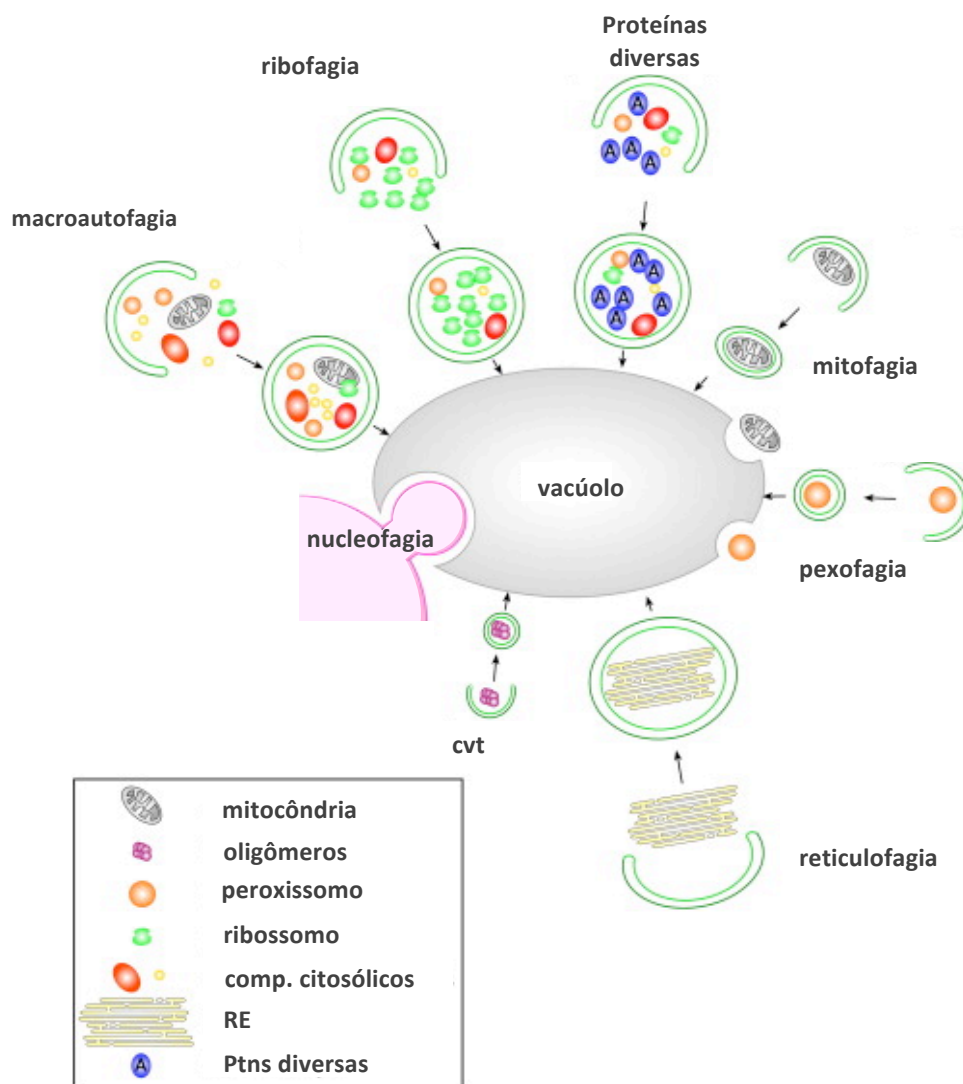 Proteínas
diversas
ribofagia
macroautofagia
A
A A A
A
A
A A A
A
mitofagia
vacúolo
nucleofagia
pexofagia
cvt
reticulofagia
mitocôndria
oligômeros
peroxissomo
ribossomo
comp. citosólicos
RE
A Ptns diversas